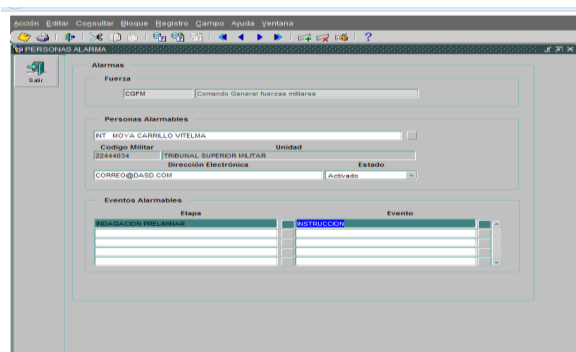 Acción Editar Consultar Bloque Registro Campo Ayuda Ventana
PERSONAS ALARMA
Salir
Alarmas
Fuerza
CGFM Comando General fuerzas militares
Personas Alarmables
INT MOYA CARRILLO VITELMA
Codigo Militar Unidad
22444034 TRIBUNAL SUPERIOR MILITAR
Dirección Electrónica Estado
CORREO@DASD.COM Activado
Eventos Alarmables
Etapa Evento
INDAGACION PRELIMINAR INSTRUCCION